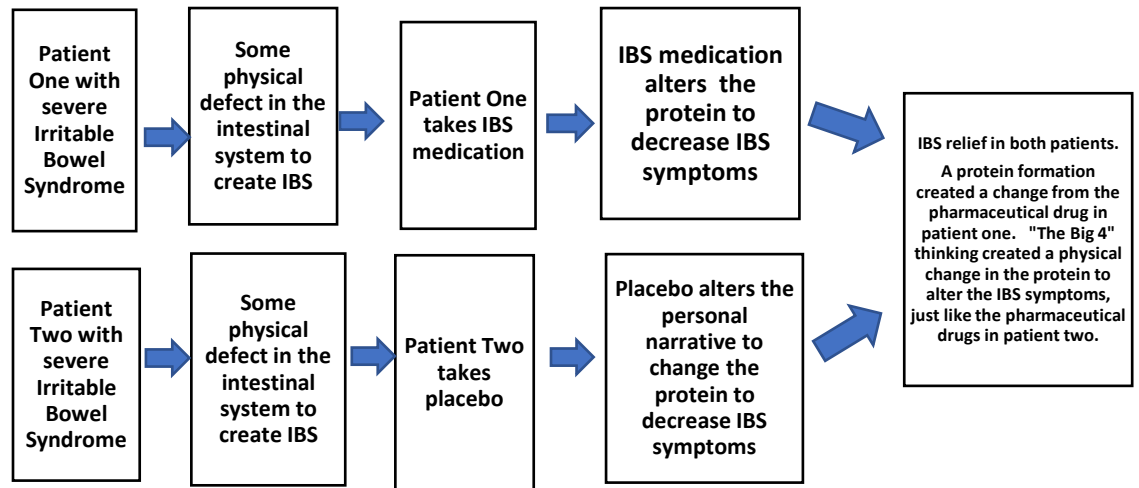 Patient
One with
severe
Irritable
Bowel
Syndrome
Some
physical
defect in the
intestinal
system to
create IBS
Patient One
takes IBS
medication
IBS medication
alters the
protein to
decrease IBS
symptoms
IBS relief in both patients.
A protein formation
created a change from the
pharmaceutical drug in
patient one. "The Big 4"
thinking created a physical
change in the protein to
alter the IBS symptoms,
just like the pharmaceutical
drugs in patient two.
Patient
Two with
severe
Irritable
Bowel
Syndrome
Some
physical
defect in the
intestinal
system to
create IBS
Patient Two
takes
placebo
Placebo alters the
personal
narrative to
change the
protein to
decrease IBS
symptoms